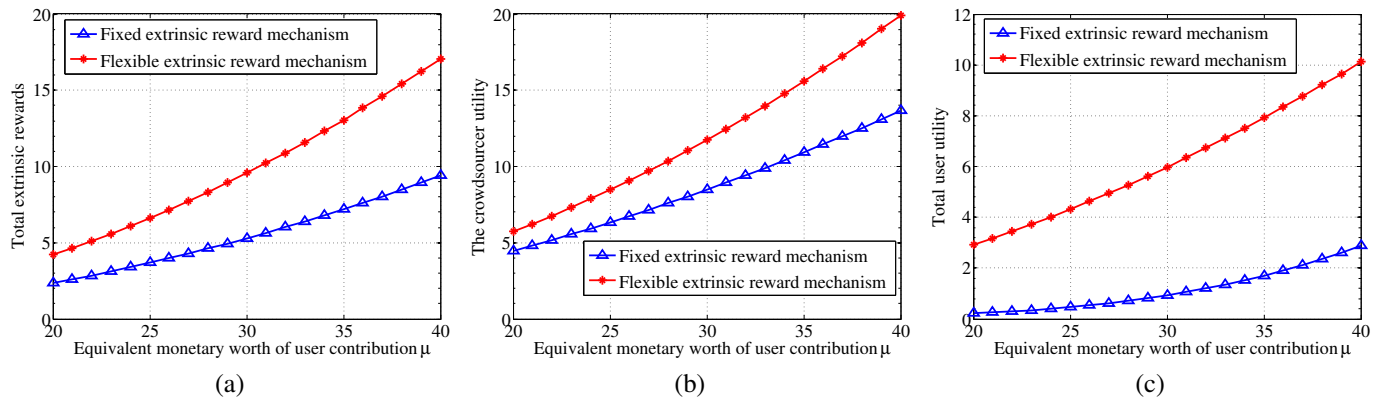 20
15
10
5
0
Total extrinsic rewards
Fixed extrinsic reward mechanism
Flexible extrinsic reward mechanism
20 25 30 35 40
Equivalent monetary worth of user contribution μ
(a)
20
15
10
5
0
The crowdsourcer utility
Fixed extrinsic reward mechanism
Flexible extrinsic reward mechanism
20 25 30 35 40
Equivalent monetary worth of user contribution μ
(b)
12
10
8
6
4
2
0
Total user utility
Fixed extrinsic reward mechanism
Flexible extrinsic reward mechanism
20 25 30 35 40
Equivalent monetary worth of user contribution μ
(c)